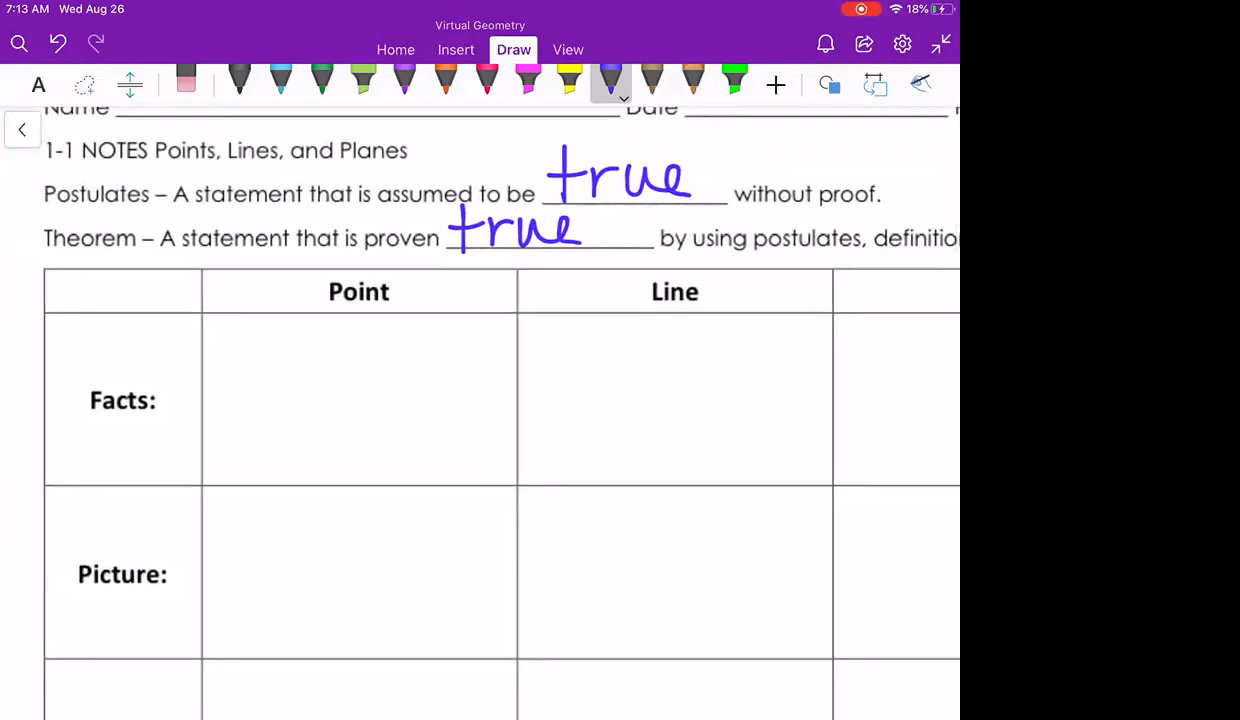 7:13 AM Wed Aug 26
18%
Virtual Geometry
Home Insert Draw View
A
Name Date
1-1 NOTES Points, Lines, and Planes
Postulates – A statement that is assumed to be true without proof.
Theorem – A statement that is proven true by using postulates, definitio
Point Line
Facts:
Picture: